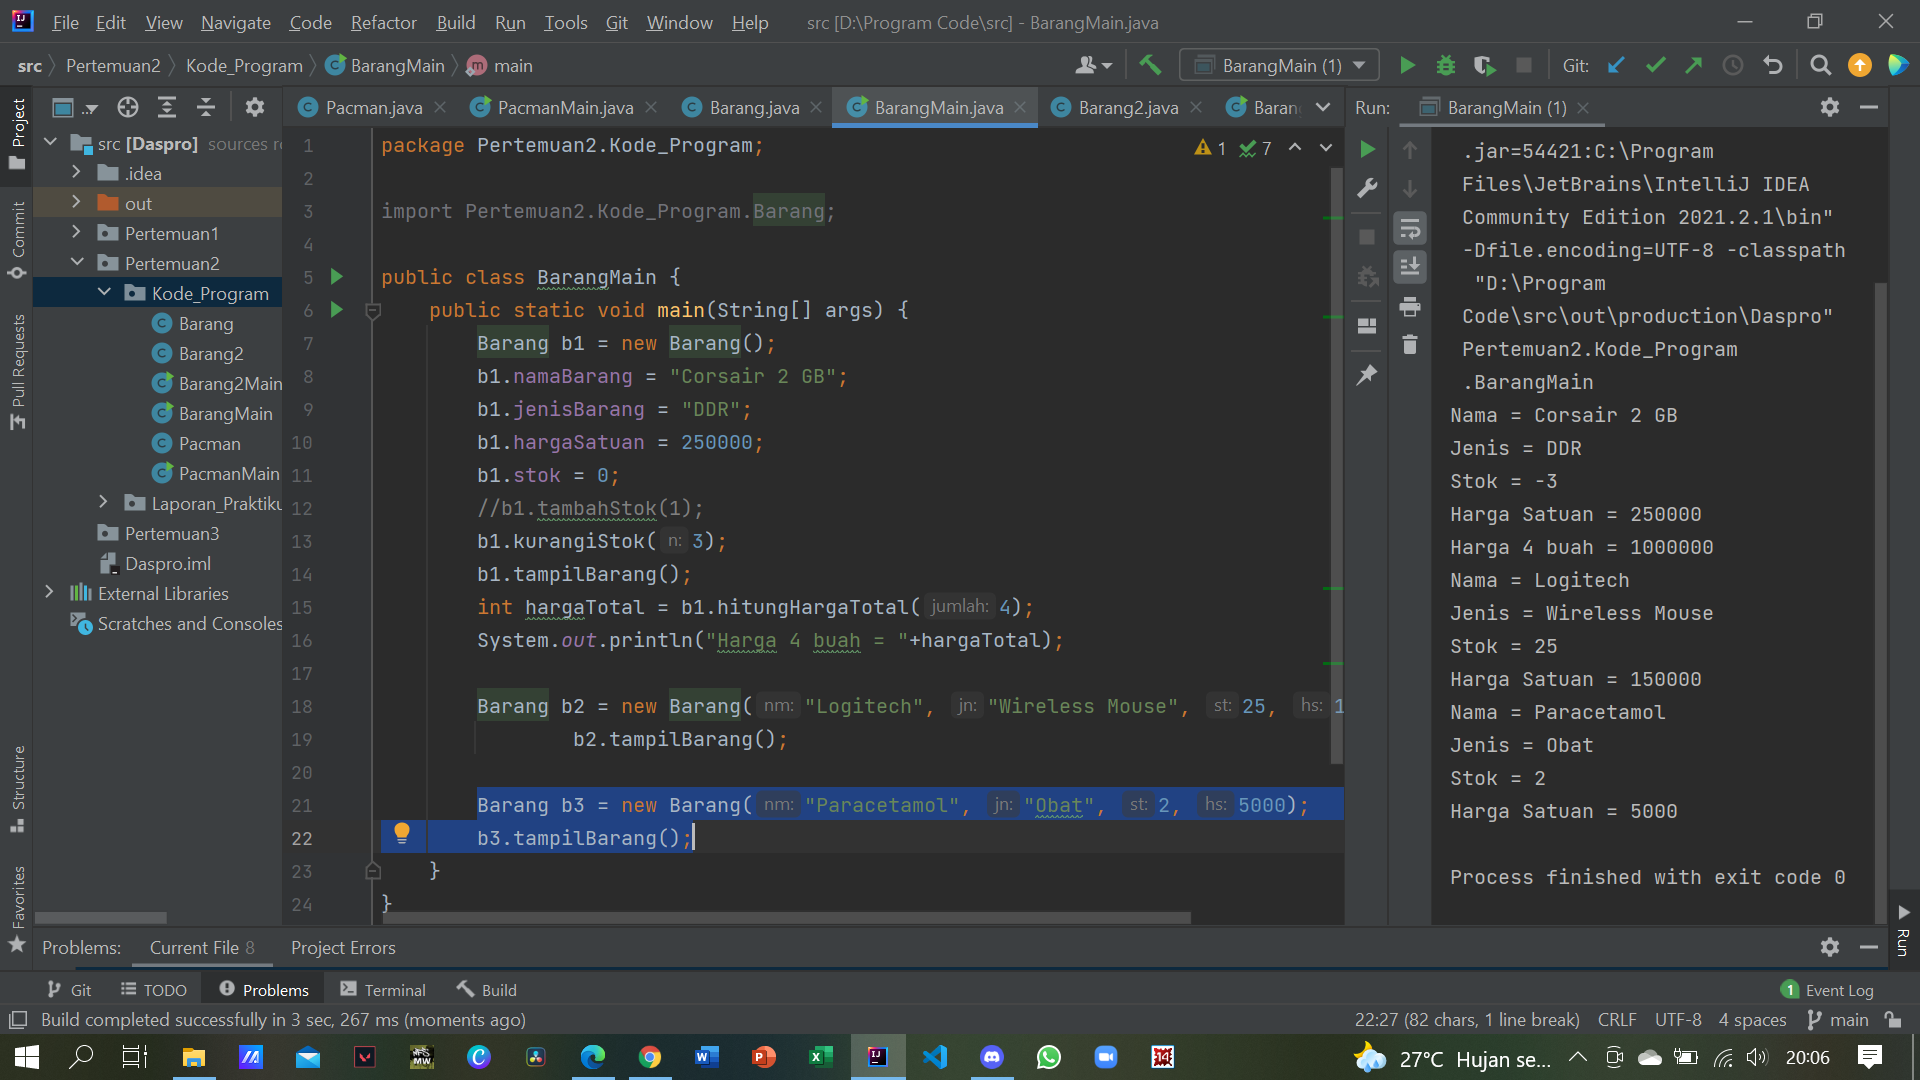 File Edit View Navigate Code Refactor Build Run Tools Git Window Help src [D:\Program Code\src] - BarangMain.java
src Pertemuan2 Kode_Program BarangMain main BarangMain (1) Git:
Project
Commit
Pull Requests
Structure
Favorites
src [Daspro] sources r
.idea
out
Pertemuan1
Pertemuan2
Kode_Program
Barang
Barang2
Barang2Main
BarangMain
Pacman
PacmanMain
Laporan_Praktiku
Pertemuan3
Daspro.iml
External Libraries
Scratches and Consoles
Pacman.java PacmanMain.java Barang.java BarangMain.java Barang2.java Baran
1 7
1 package Pertemuan2.Kode_Program;
2
3 import Pertemuan2.Kode_Program.Barang;
4
5 public class BarangMain {
6 public static void main(String[] args) {
7 Barang b1 = new Barang();
8 b1.namaBarang = "Corsair 2 GB";
9 b1.jenisBarang = "DDR";
10 b1.hargaSatuan = 250000;
11 b1.stok = 0;
12 //b1.tambahStok(1);
13 b1.kurangiStok( n: 3);
14 b1.tampilBarang();
15 int hargaTotal = b1.hitungHargaTotal( jumlah: 4);
16 System.out.println("Harga 4 buah = "+hargaTotal);
17
18 Barang b2 = new Barang( nm: "Logitech", jn: "Wireless Mouse", st: 25, hs: 1
19 b2.tampilBarang();
20
21 Barang b3 = new Barang( nm: "Paracetamol", jn: "Obat", st: 2, hs: 5000);
22 b3.tampilBarang();
23 }
24 }
Run: BarangMain (1)
.jar=54421:C:\Program
Files\JetBrains\IntelliJ IDEA
Community Edition 2021.2.1\bin"
-Dfile.encoding=UTF-8 -classpath
"D:\Program
Code\src\out\production\Daspro"
Pertemuan2.Kode_Program
.BarangMain
Nama = Corsair 2 GB
Jenis = DDR
Stok = -3
Harga Satuan = 250000
Harga 4 buah = 1000000
Nama = Logitech
Jenis = Wireless Mouse
Stok = 25
Harga Satuan = 150000
Nama = Paracetamol
Jenis = Obat
Stok = 2
Harga Satuan = 5000
Process finished with exit code 0
Run
Problems: Current File 8 Project Errors
Git TODO Problems Terminal Build 1 Event Log
Build completed successfully in 3 sec, 267 ms (moments ago) 22:27 (82 chars, 1 line break) CRLF UTF-8 4 spaces main
27°C Hujan se... 20:06